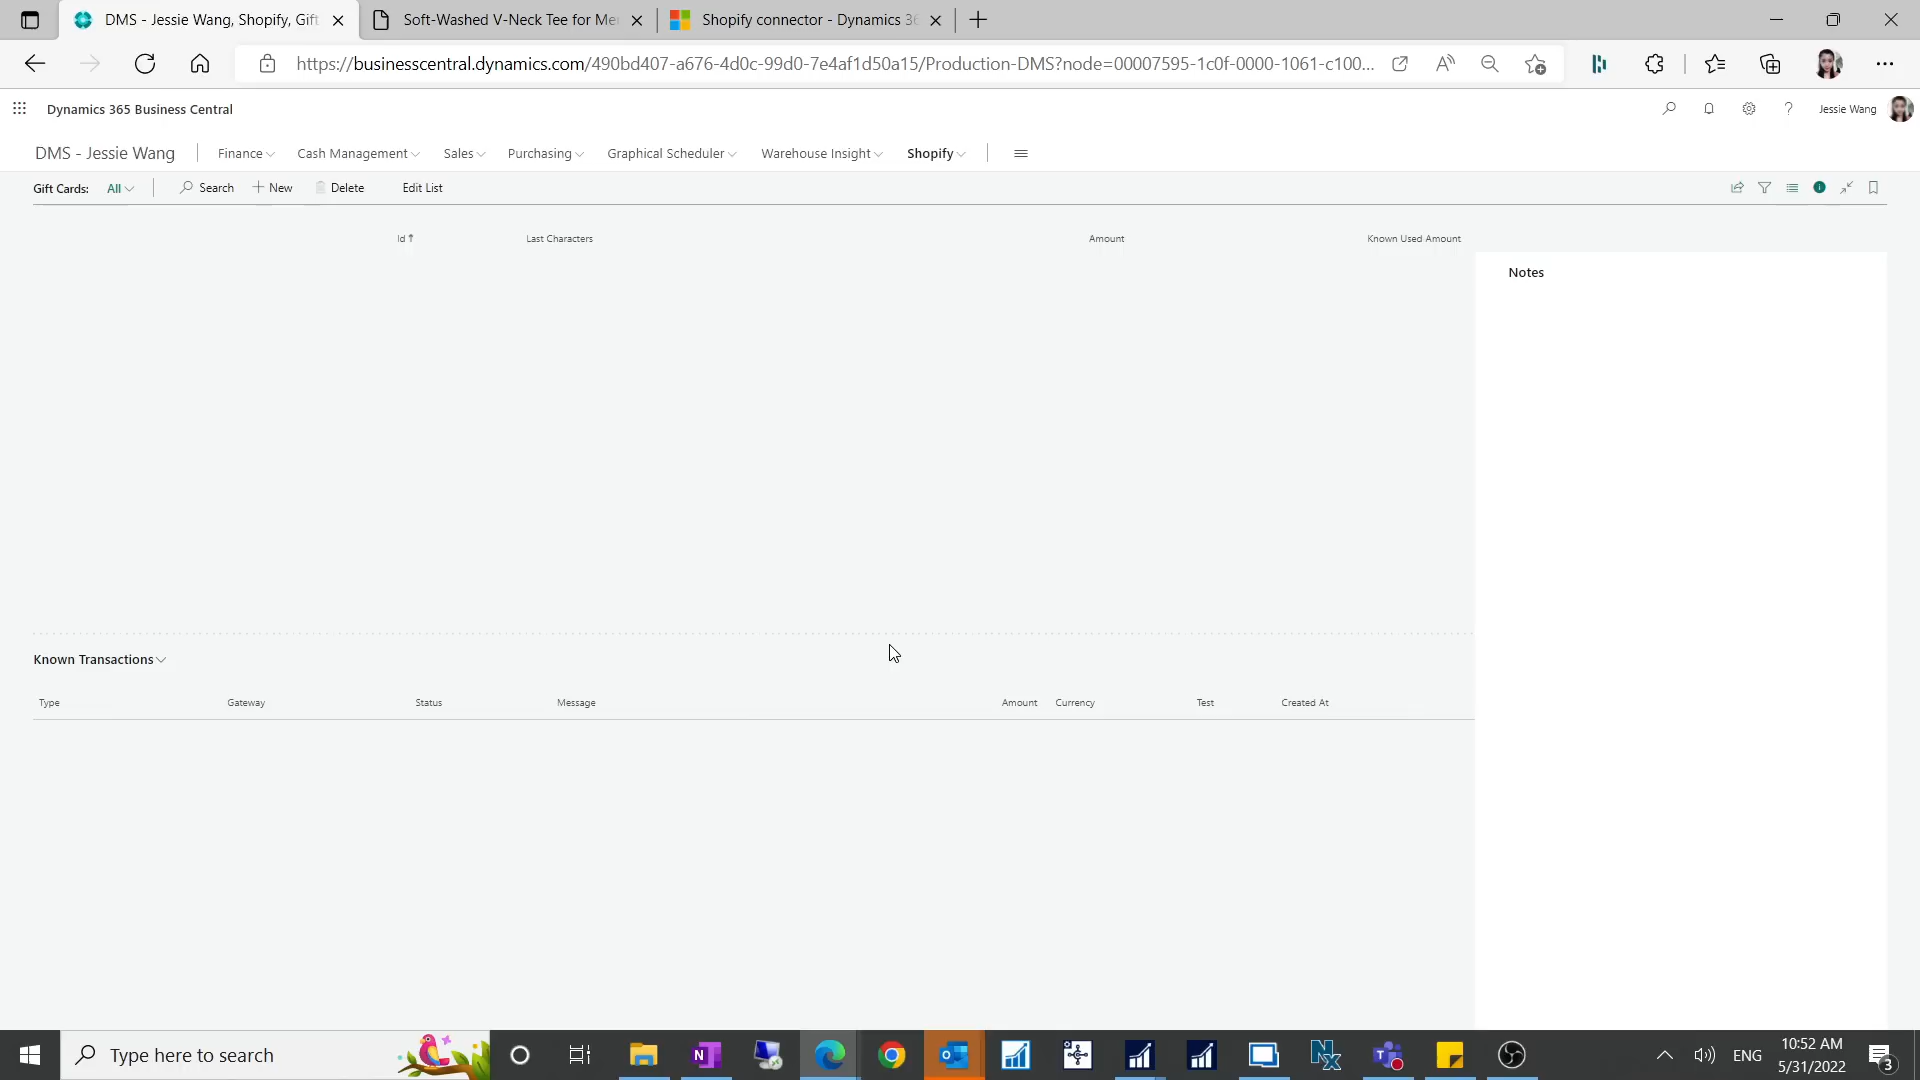 DMS - Jessie Wang, Shopify, Gift
Soft-Washed V-Neck Tee for Me
Shopify connector - Dynamics 36
https://businesscentral.dynamics.com/490bd407-a676-4d0c-99d0-7e4af1d50a15/Production-DMS?node=00007595-1c0f-0000-1061-c100...
Dynamics 365 Business Central
Jessie Wang
DMS - Jessie Wang
Finance Cash Management Sales Purchasing Graphical Scheduler Warehouse Insight Shopify
Gift Cards: All Search New Delete Edit List
Id Last Characters Amount Known Used Amount
Notes
Known Transactions
Type Gateway Status Message Amount Currency Test Created At
Type here to search
ENG
10:52 AM
5/31/2022
3